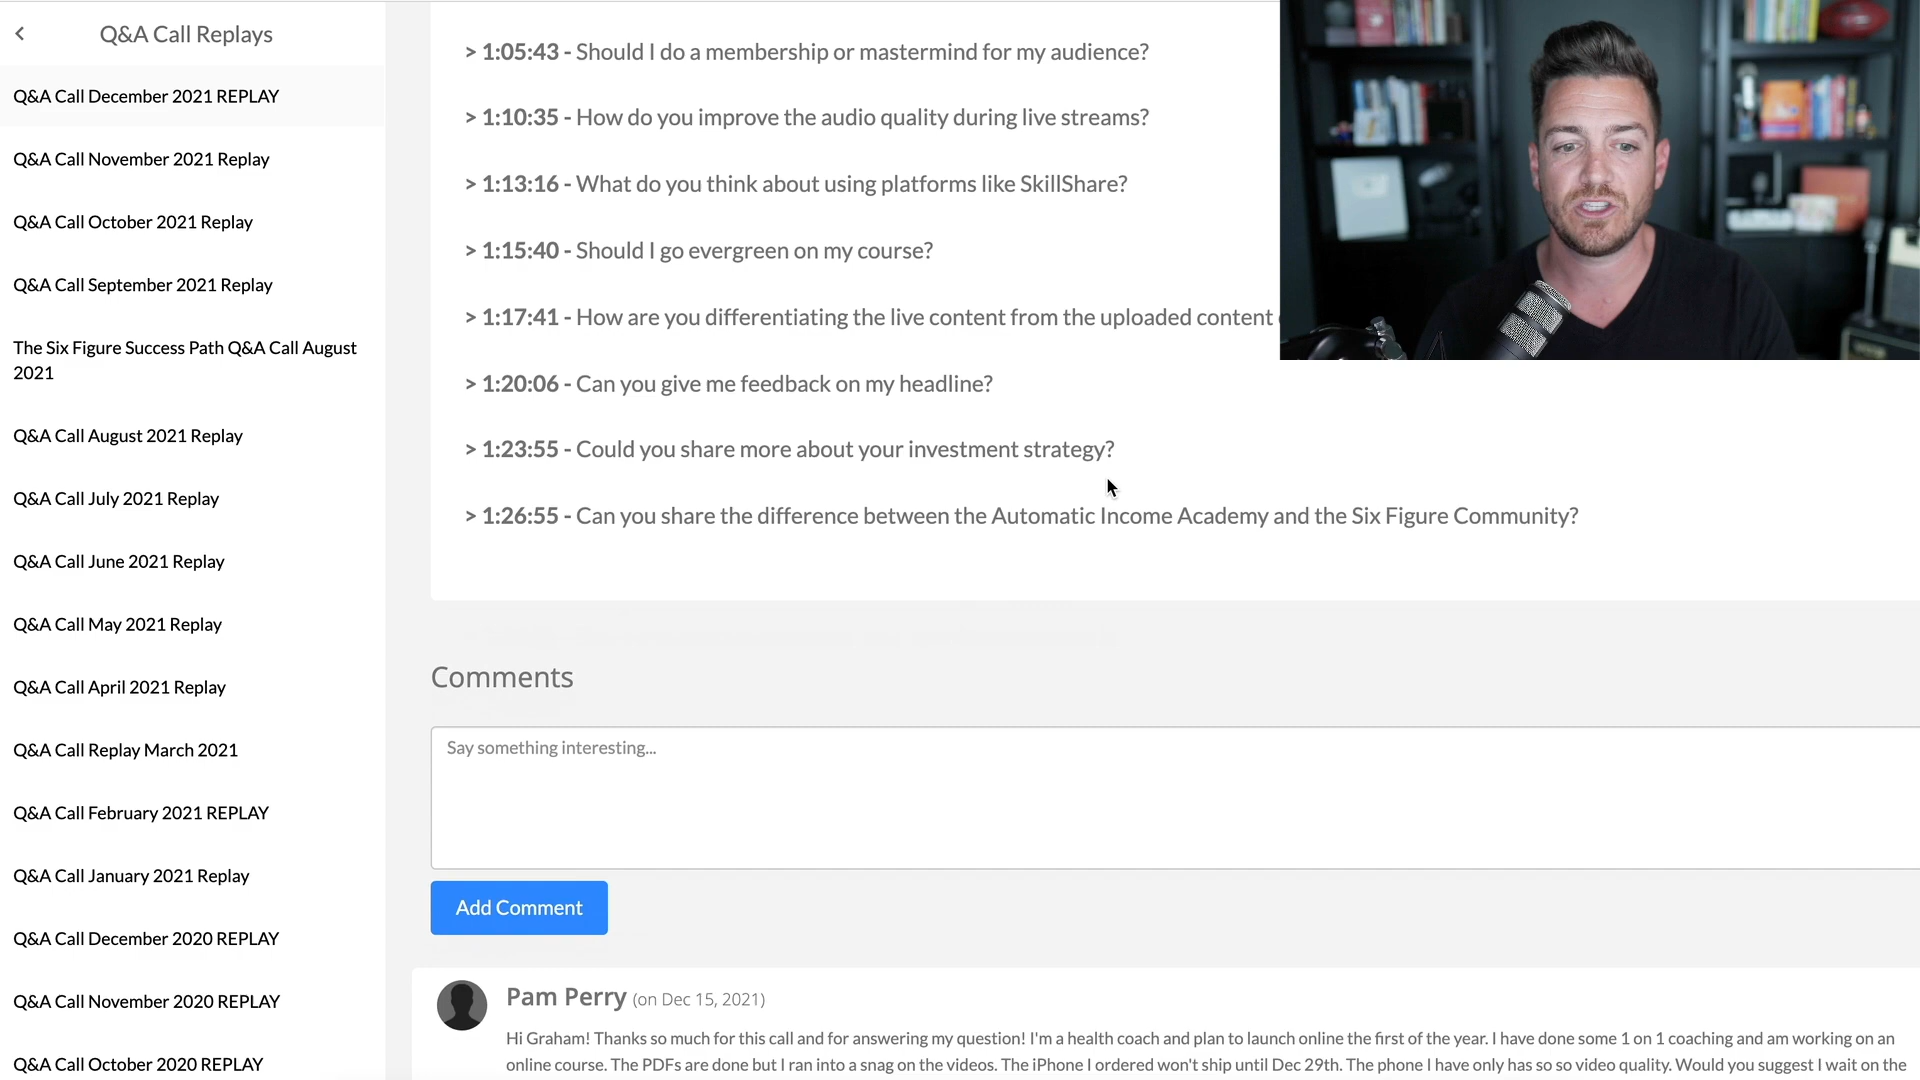 Q&A Call Replays
Q&A Call December 2021 REPLAY
Q&A Call November 2021 Replay
Q&A Call October 2021 Replay
Q&A Call September 2021 Replay
The Six Figure Success Path Q&A Call August
2021
Q&A Call August 2021 Replay
Q&A Call July 2021 Replay
Q&A Call June 2021 Replay
Q&A Call May 2021 Replay
Q&A Call April 2021 Replay
Q&A Call Replay March 2021
Q&A Call February 2021 REPLAY
Q&A Call January 2021 Replay
Q&A Call December 2020 REPLAY
Q&A Call November 2020 REPLAY
Q&A Call October 2020 REPLAY
> 1:05:43 - Should I do a membership or mastermind for my audience?
> 1:10:35 - How do you improve the audio quality during live streams?
> 1:13:16 - What do you think about using platforms like SkillShare?
> 1:15:40 - Should I go evergreen on my course?
> 1:17:41 - How are you differentiating the live content from the uploaded content
> 1:20:06 - Can you give me feedback on my headline?
> 1:23:55 - Could you share more about your investment strategy?
> 1:26:55 - Can you share the difference between the Automatic Income Academy and the Six Figure Community?
Comments
Say something interesting...
Add Comment
Pam Perry (on Dec 15, 2021)
Hi Graham! Thanks so much for this call and for answering my question! I'm a health coach and plan to launch online the first of the year. I have done some 1 on 1 coaching and am working on an
online course. The PDFs are done but I ran into a snag on the videos. The iPhone I ordered won't ship until Dec 29th. The phone I have only has so so video quality. Would you suggest I wait on the